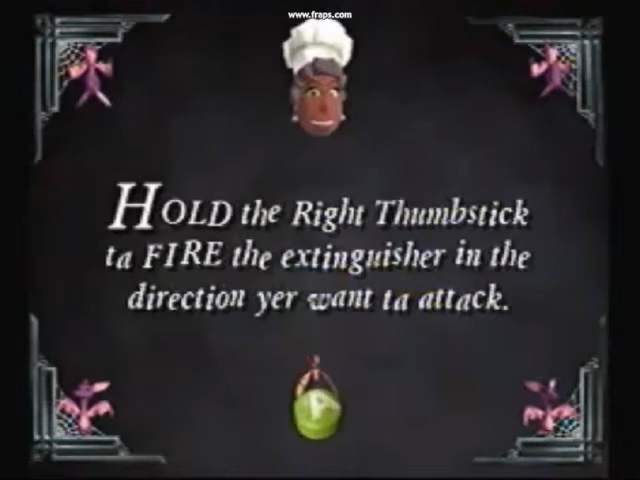 www.fraps.com
HOLD the Right Thumbstick
ta FIRE the extinguisher in the
direction yer want ta attack.